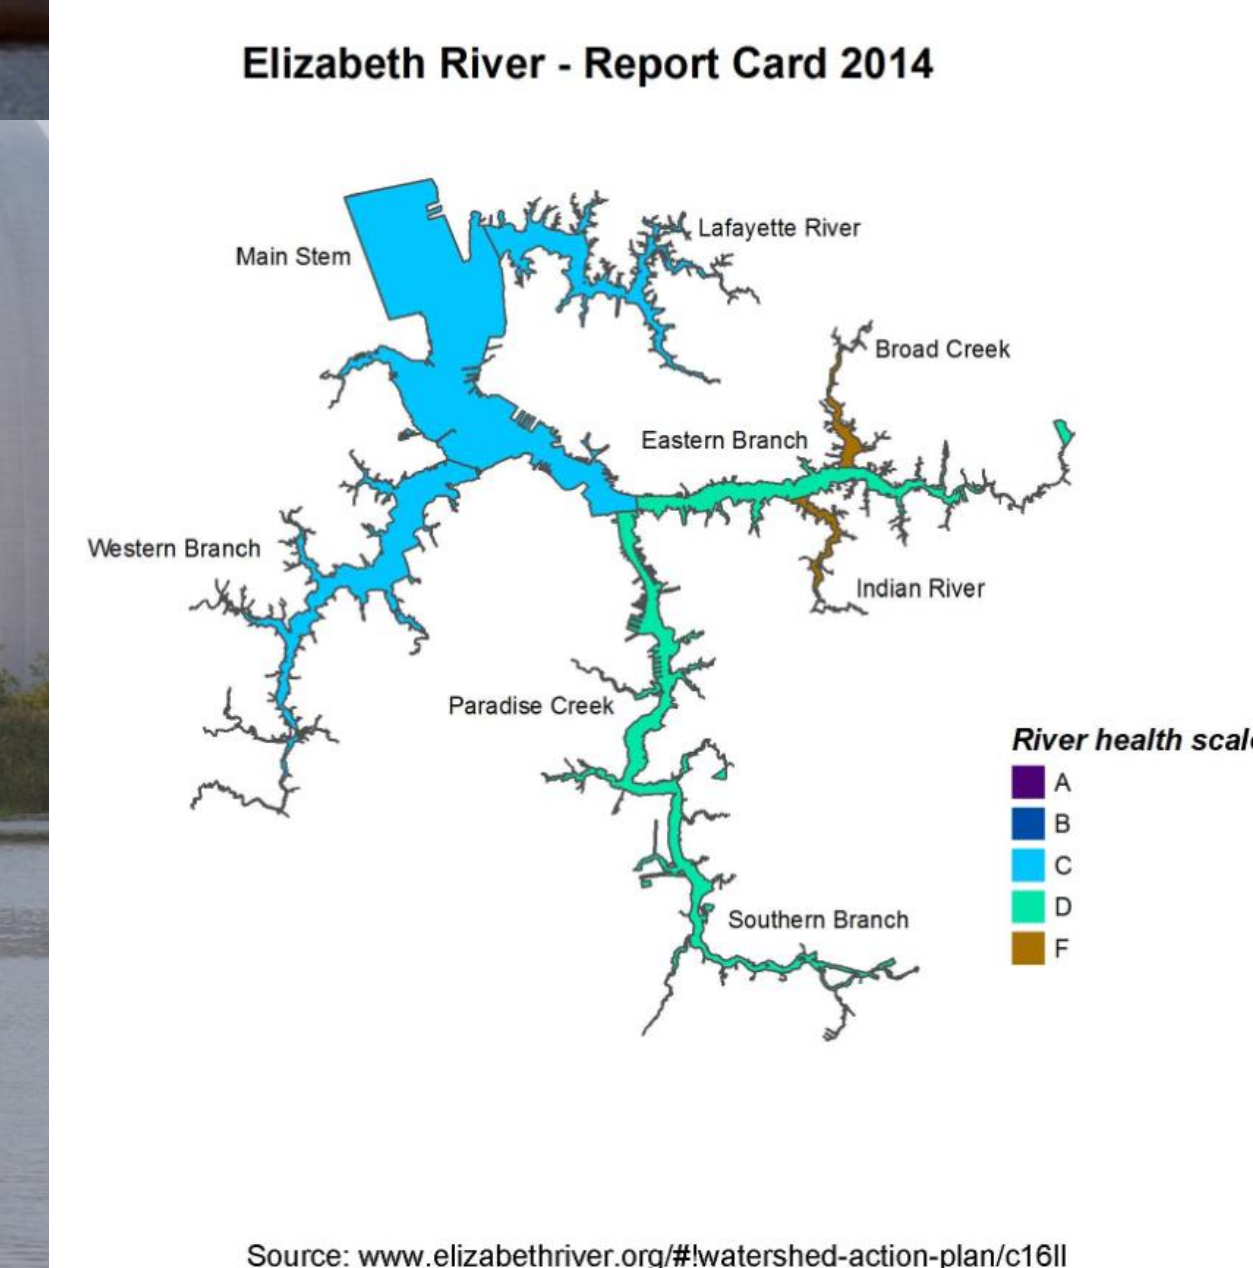 Elizabeth River - Report Card 2014
Main Stem
Lafayette River
Broad Creek
Eastern Branch
Western Branch
Indian River
Paradise Creek
River health scale
A
B
C
D
F
Southern Branch
Source: www.elizabethriver.org/#!watershed-action-plan/c16ll